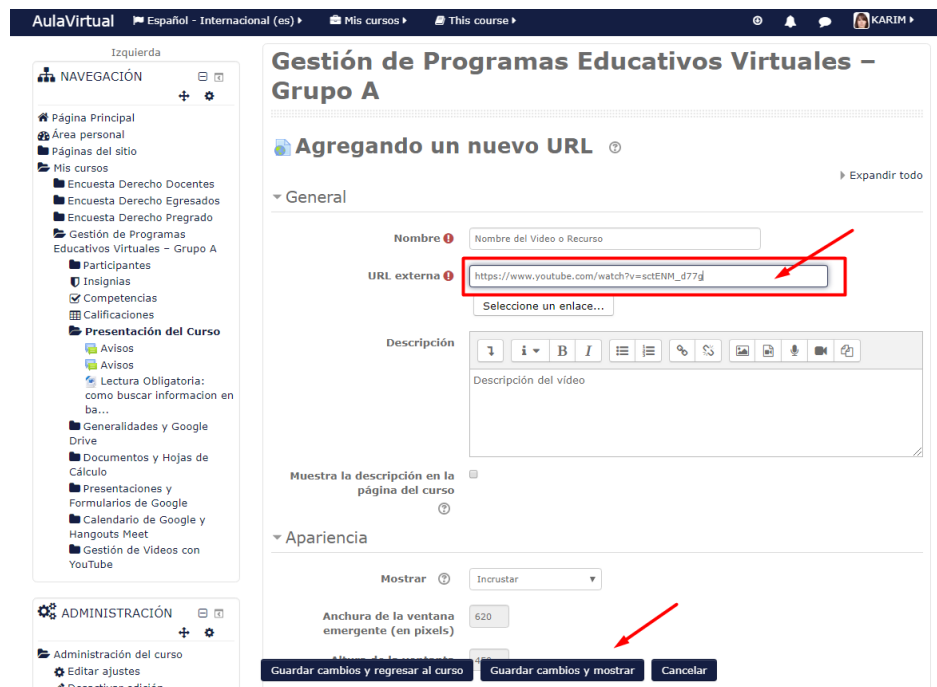 AulaVirtual Español - Internacional (es) Mis cursos This course KARIM
Izquierda
NAVEGACIÓN
Página Principal
Área personal
Páginas del sitio
Mis cursos
Encuesta Derecho Docentes
Encuesta Derecho Egresados
Encuesta Derecho Pregrado
Gestión de Programas
Educativos Virtuales – Grupo A
Participantes
Insignias
Competencias
Calificaciones
Presentación del Curso
Avisos
Avisos
Lectura Obligatoria:
como buscar informacion en
ba...
Generalidades y Google
Drive
Documentos y Hojas de
Cálculo
Presentaciones y
Formularios de Google
Calendario de Google y
Hangouts Meet
Gestión de Videos con
YouTube
ADMINISTRACIÓN
Administración del curso
Editar ajustes
Desactivar edición
Gestión de Programas Educativos Virtuales –
Grupo A
Agregando un nuevo URL
Expandir todo
General
Nombre Nombre del Video o Recurso
URL externa https://www.youtube.com/watch?v=sctENM_d77g
Seleccione un enlace...
Descripción
Descripción del vídeo
Muestra la descripción en la
página del curso
Apariencia
Mostrar Incrustar
Anchura de la ventana
emergente (en pixels) 620
Altura de la ventanta 450
Guardar cambios y regresar al curso Guardar cambios y mostrar Cancelar